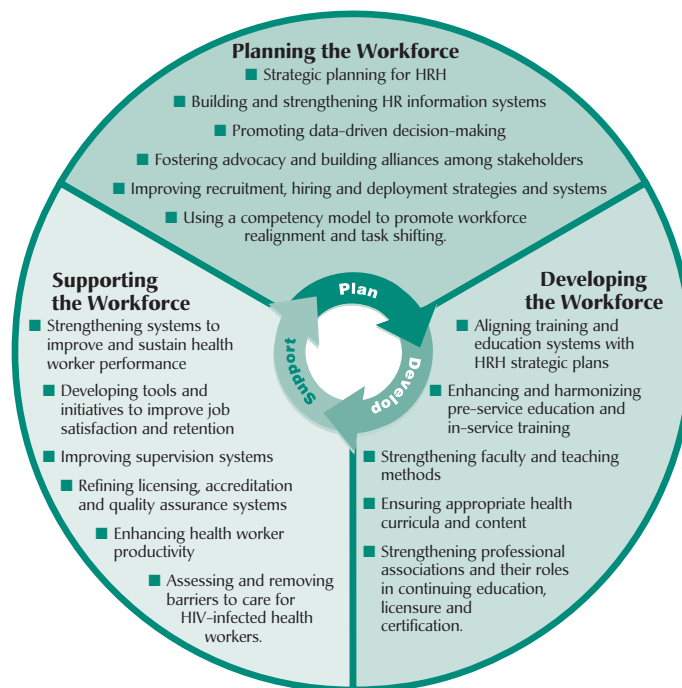 Planning the Workforce
■ Strategic planning for HRH
■ Building and strengthening HR information systems
■ Promoting data-driven decision-making
■ Fostering advocacy and building alliances among stakeholders
■ Improving recruitment, hiring and deployment strategies and systems
■ Using a competency model to promote workforce
realignment and task shifting.
Supporting
the Workforce
■ Strengthening systems to
improve and sustain health
worker performance
■ Developing tools and
initiatives to improve job
satisfaction and retention
■ Improving supervision systems
■ Refining licensing, accreditation
and quality assurance systems
■ Enhancing health worker
productivity
■ Assessing and removing
barriers to care for
HIV-infected health
workers.
Plan
Develop
Support
Developing
the Workforce
■ Aligning training and
education systems with
HRH strategic plans
■ Enhancing and harmonizing
pre-service education and
in-service training
■ Strengthening faculty and teaching
methods
■ Ensuring appropriate health
curricula and content
■ Strengthening professional
associations and their roles
in continuing education,
licensure and
certification.